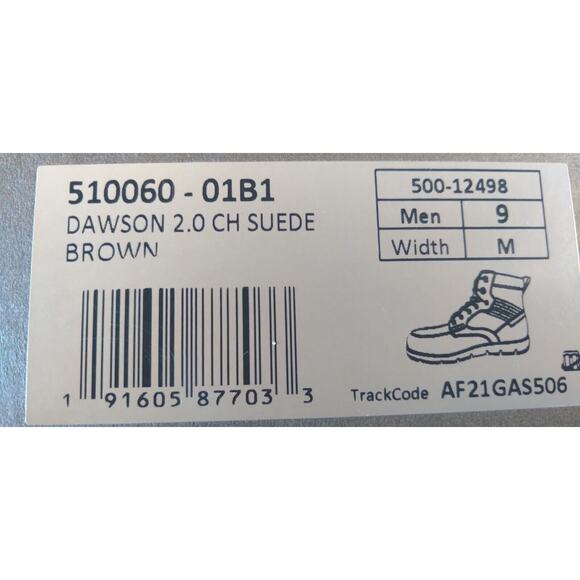 510060 - 01B1
DAWSON 2.0 CH SUEDE
BROWN
500-12498
Men 9
Width M
1 91605 87703 3
TrackCode AF21GAS506